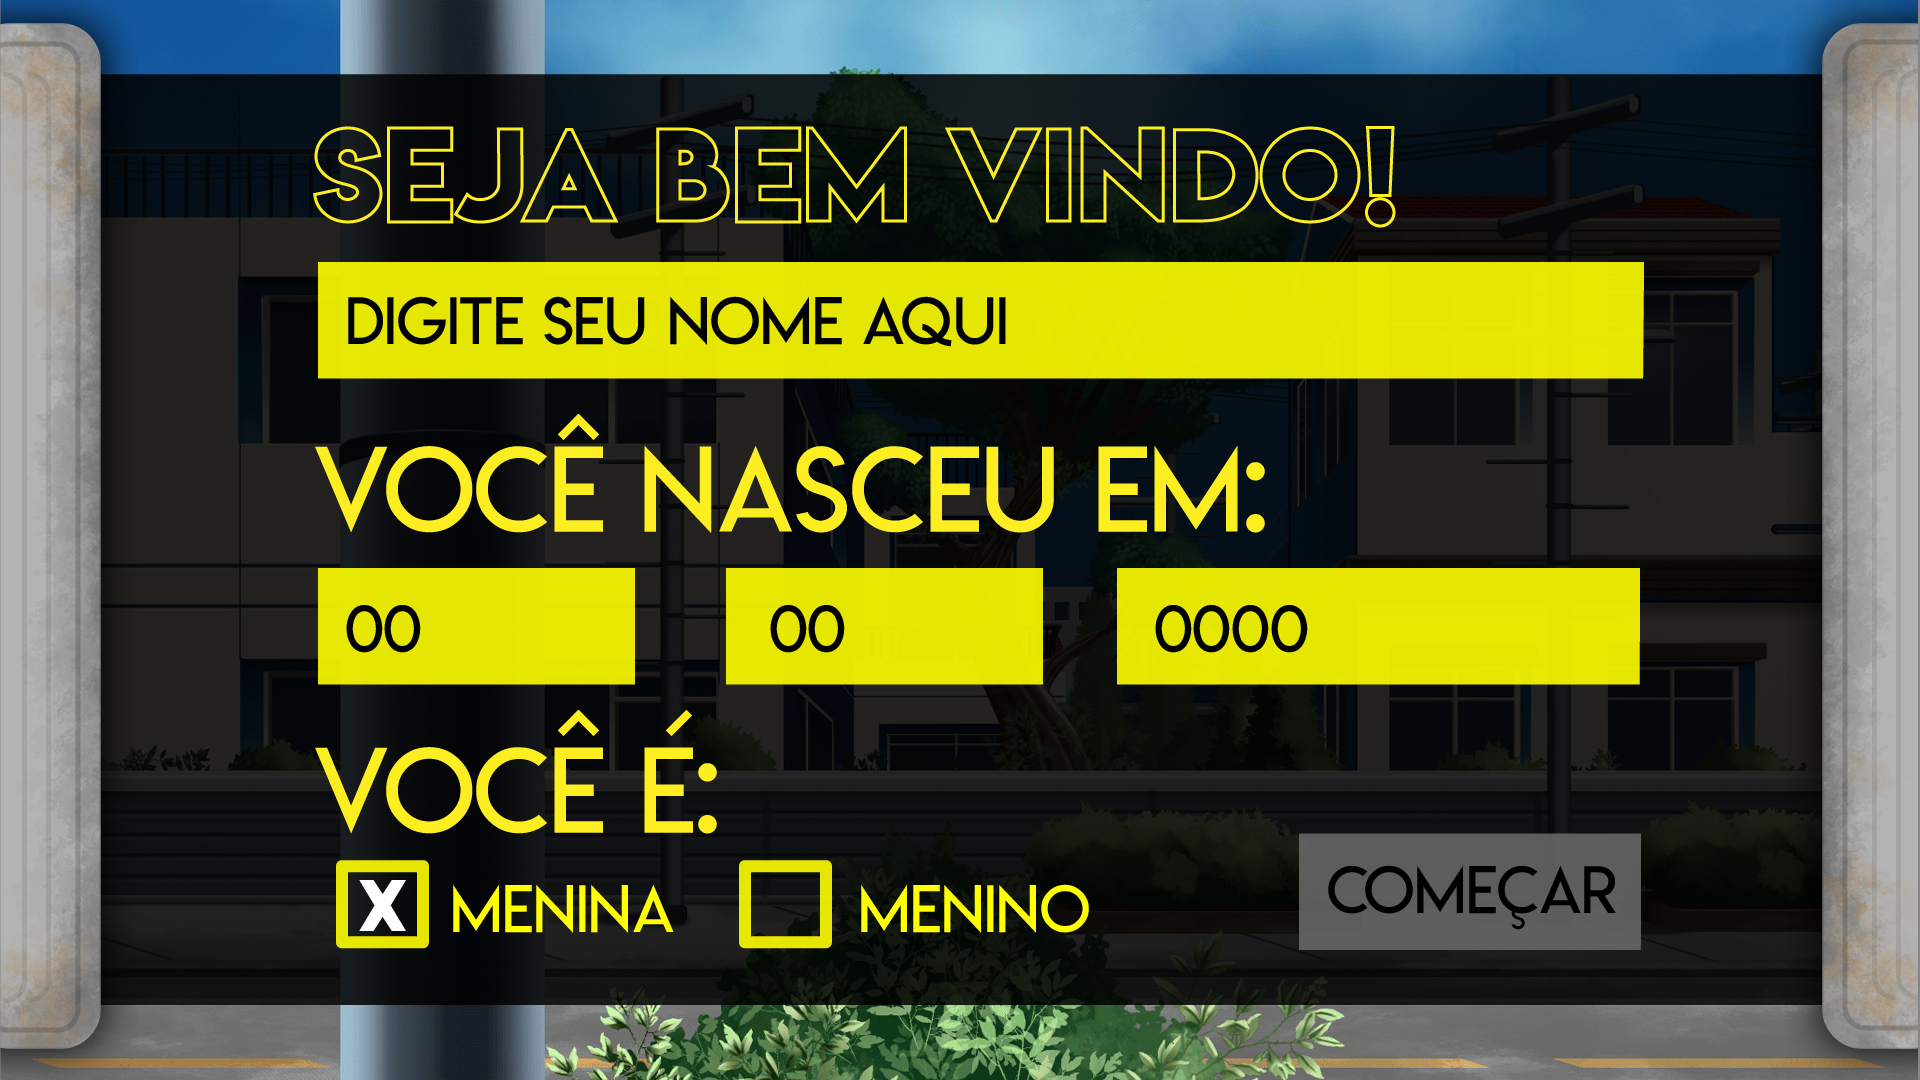 SEJA BEM VINDO!
DIGITE SEU NOME AQUI
VOCÊ NASCEU EM:
00 00 0000
VOCÊ É:
X MENINA MENINO
COMEÇAR